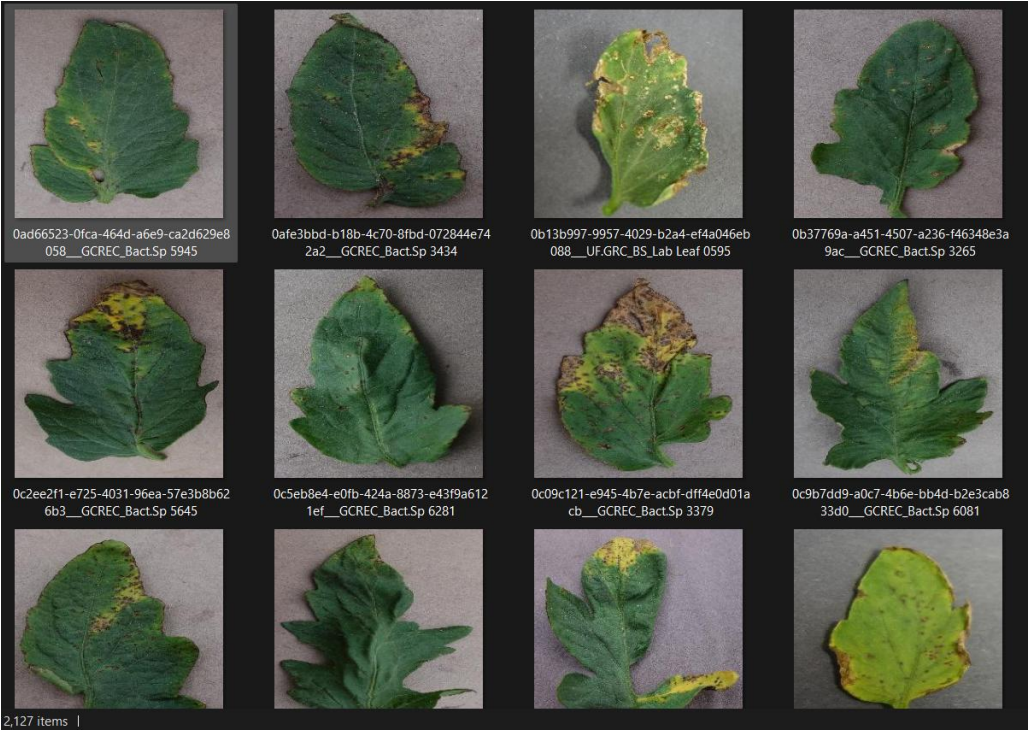 0ad66523-0fca-464d-a6e9-ca2d629e8
058___GCREC_Bact.Sp 5945
0afe3bbd-b18b-4c70-8fbd-072844e74
2a2___GCREC_Bact.Sp 3434
0b13b997-9957-4029-b2a4-ef4a046eb
088___UF.GRC_BS_Lab Leaf 0595
0b37769a-a451-4507-a236-f46348e3a
9ac___GCREC_Bact.Sp 3265
0c2ee2f1-e725-4031-96ea-57e3b8b62
6b3___GCREC_Bact.Sp 5645
0c5eb8e4-e0fb-424a-8873-e43f9a612
1ef___GCREC_Bact.Sp 6281
0c09c121-e945-4b7e-acbf-dff4e0d01a
cb___GCREC_Bact.Sp 3379
0c9b7dd9-a0c7-4b6e-bb4d-b2e3cab8
33d0___GCREC_Bact.Sp 6081
2,127 items